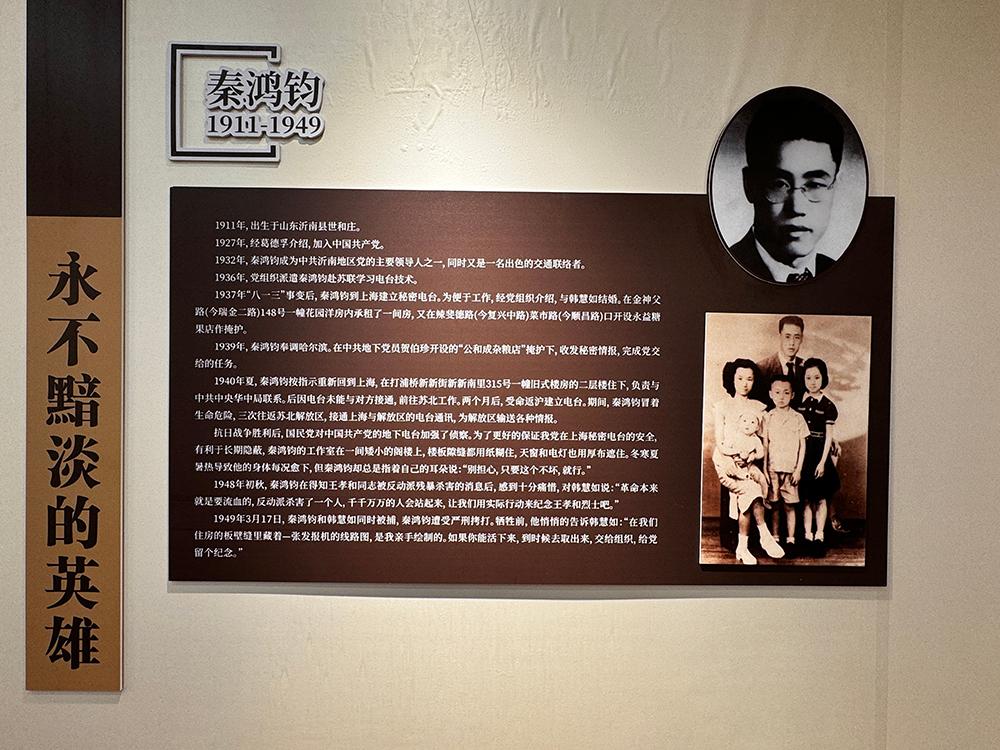 永不黯淡的英雄
秦鸿钧
1911-1949
1911年，出生于山东沂南县世和庄。
1927年，经葛德孚介绍，加入中国共产党。
1932年，秦鸿钧成为中共沂南地区党的主要领导人之一，同时又是一名出色的交通联络者。
1936年，党组织派遣秦鸿钧赴苏联学习电台技术。
1937年“八一三”事变后，秦鸿钧到上海建立秘密电台。为便于工作，经党组织介绍，与韩慧如结婚。在金神父
路（今瑞金二路）148号一幢花园洋房内承租了一间房，又在辣斐德路（今复兴中路）菜市路（今顺昌路）口开设永益糖
果店作掩护。
1939年，秦鸿钧奉调哈尔滨。在中共地下党员贺伯珍开设的“公和成杂粮店”掩护下，收发秘密情报，完成党交
给的任务。
1940年夏，秦鸿钧按指示重新回到上海，在打浦桥新新街新新南里315号一幢旧式楼房的二层楼住下，负责与
中共中央华中局联系。后因电台未能与对方接通，前往苏北工作。两个月后，受命返沪建立电台。期间，秦鸿钧冒着
生命危险，三次往返苏北解放区，接通上海与解放区的电台通讯，为解放区输送各种情报。
抗日战争胜利后，国民党对中国共产党的地下电台加强了侦察。为了更好的保证我党在上海秘密电台的安全，
有利于长期隐蔽，秦鸿钧的工作室在一间矮小的阁楼上，楼板隙缝都用纸糊住，天窗和电灯也用厚布遮住。冬寒夏
暑热导致他的身体每况愈下，但秦鸿钧却总是指着自己的耳朵说：“别担心，只要这个不坏，就行。”
1948年初秋，秦鸿钧在得知王孝和同志被反动派残暴杀害的消息后，感到十分痛惜，对韩慧如说：“革命本来
就是要流血的，反动派杀害了一个人，千千万万的人会站起来，让我们用实际行动来纪念王孝和烈士吧。”
1949年3月17日，秦鸿钧和韩慧如同时被捕，秦鸿钧遭受严刑拷打。牺牲前，他悄悄的告诉韩慧如：“在我们
住房的板壁缝里藏着一张发报机的线路图，是我亲手绘制的。如果你能活下来，到时候去取出来，交给组织，给党
留个纪念。”